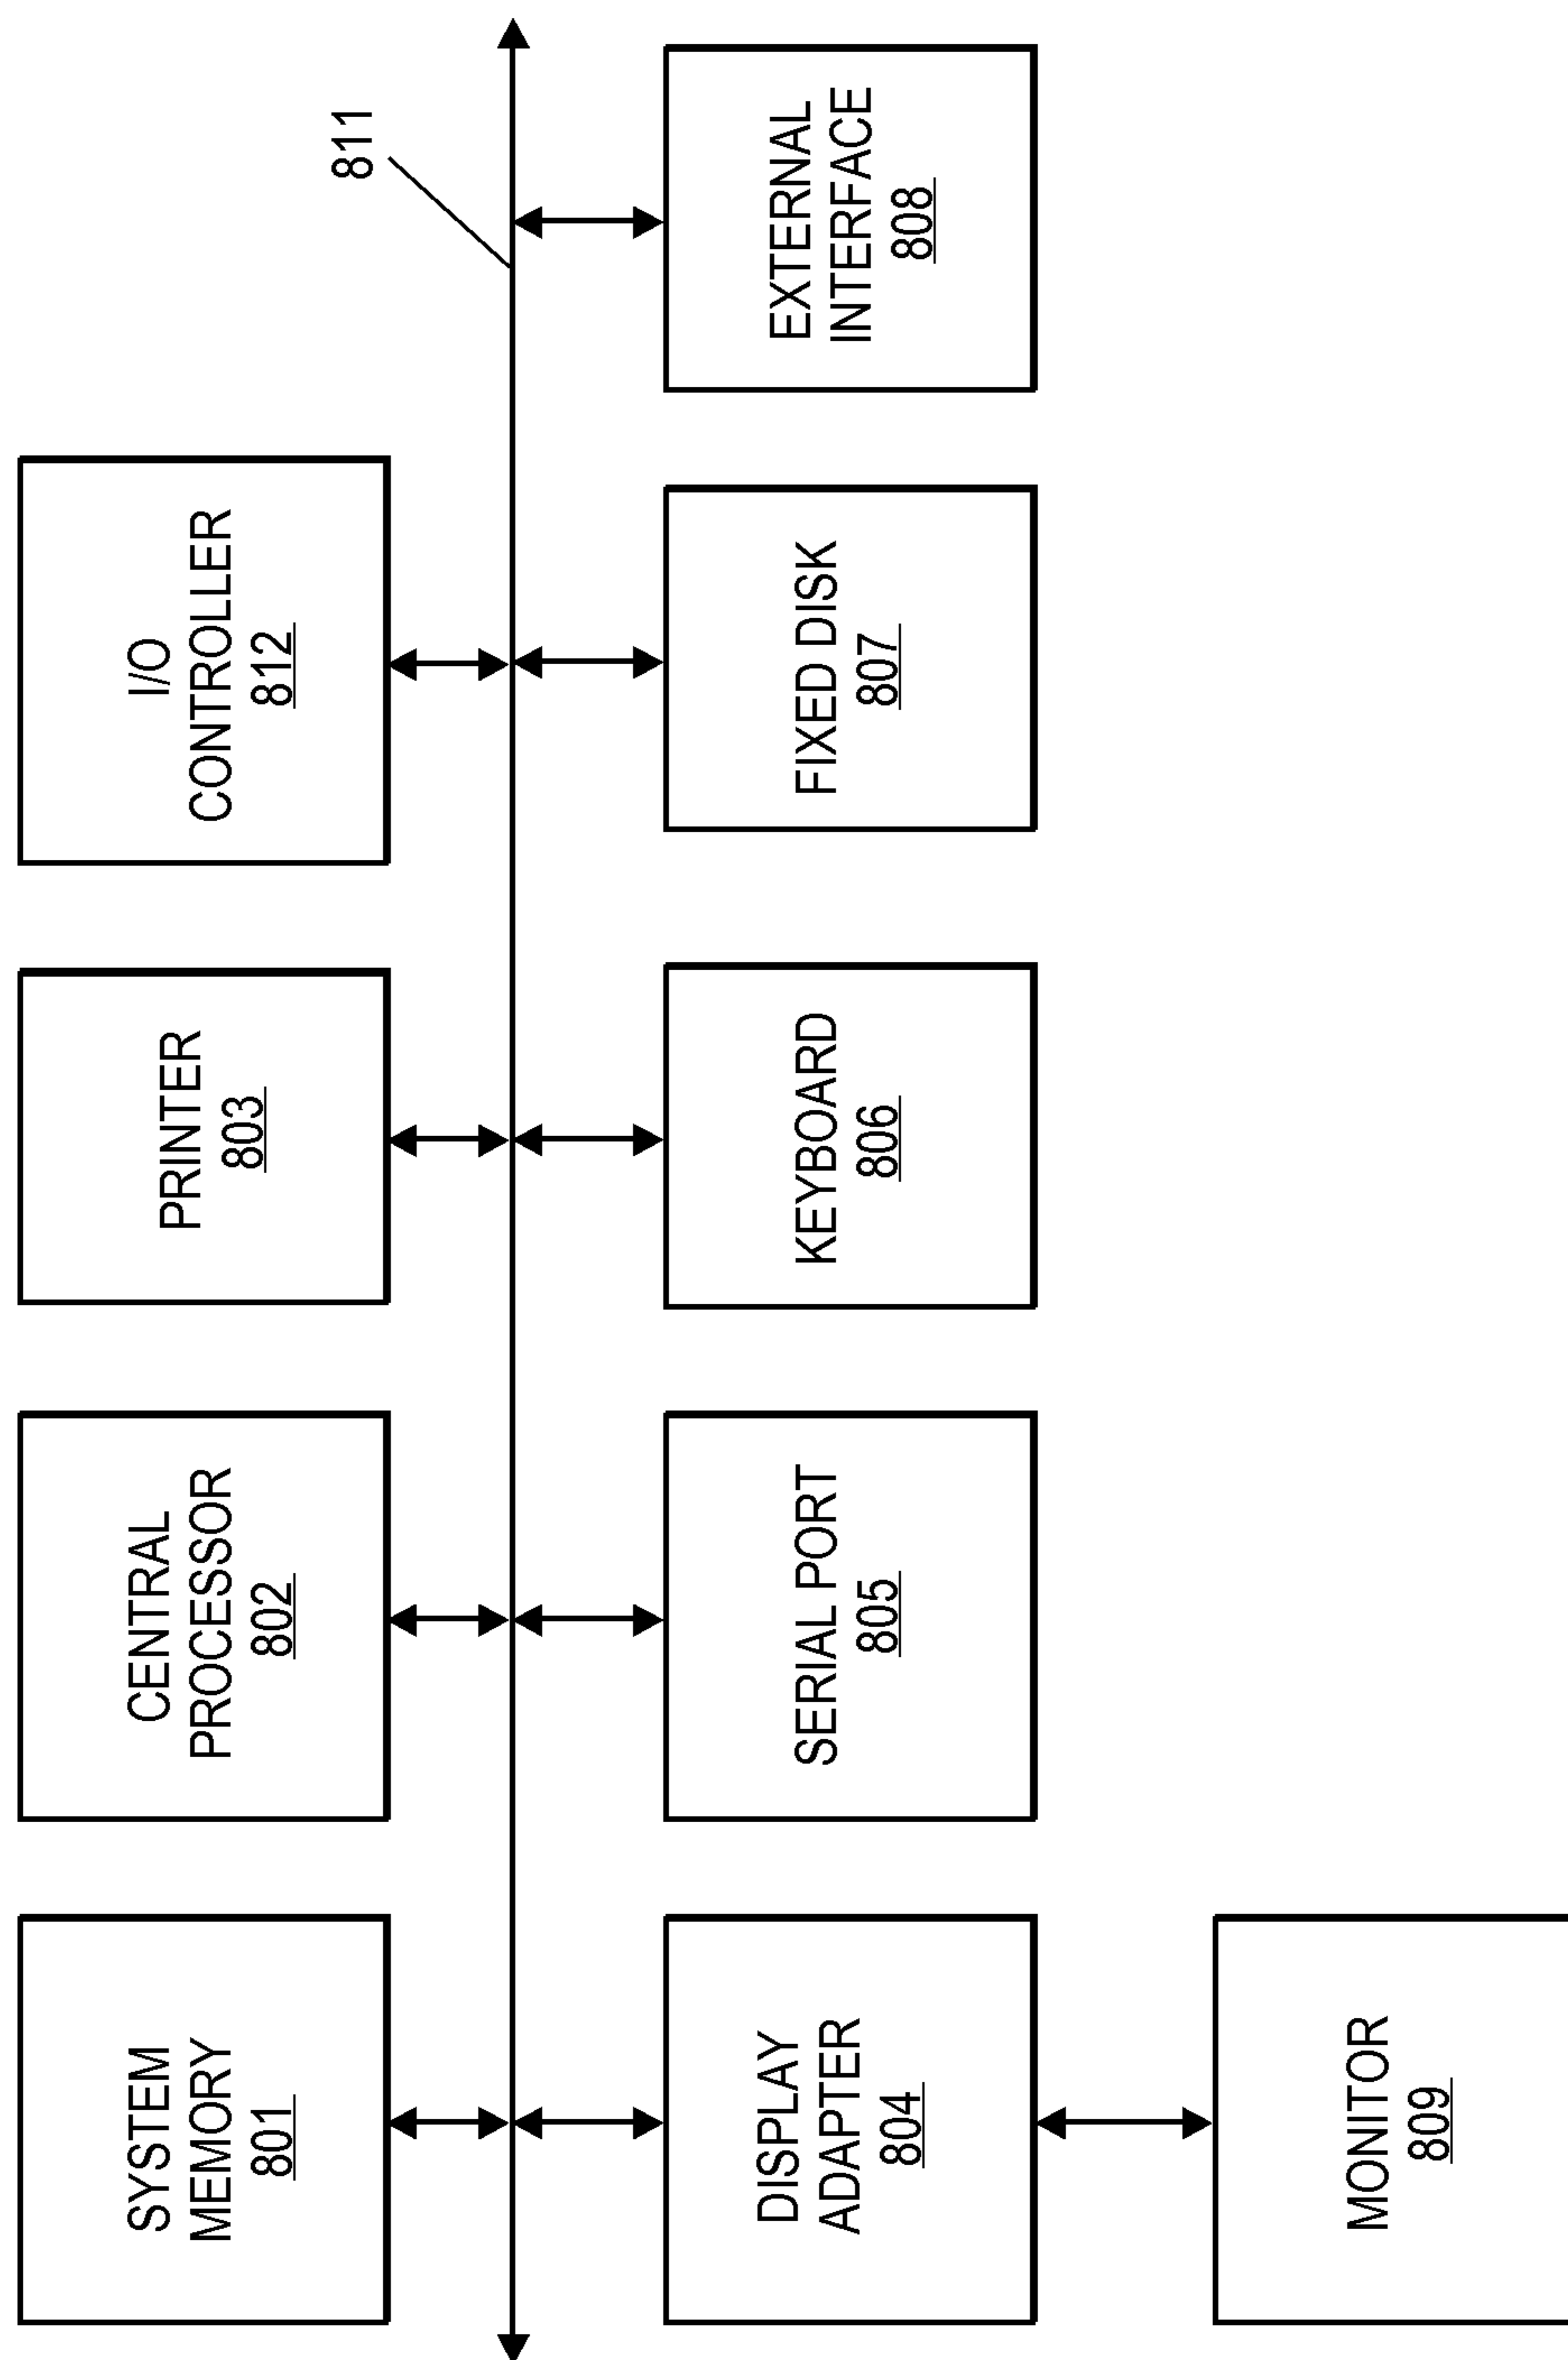 SYSTEM
MEMORY
801
CENTRAL
PROCESSOR
802
PRINTER
803
I/O
CONTROLLER
812
811
DISPLAY
ADAPTER
804
SERIAL PORT
805
KEYBOARD
806
FIXED DISK
807
EXTERNAL
INTERFACE
808
MONITOR
809